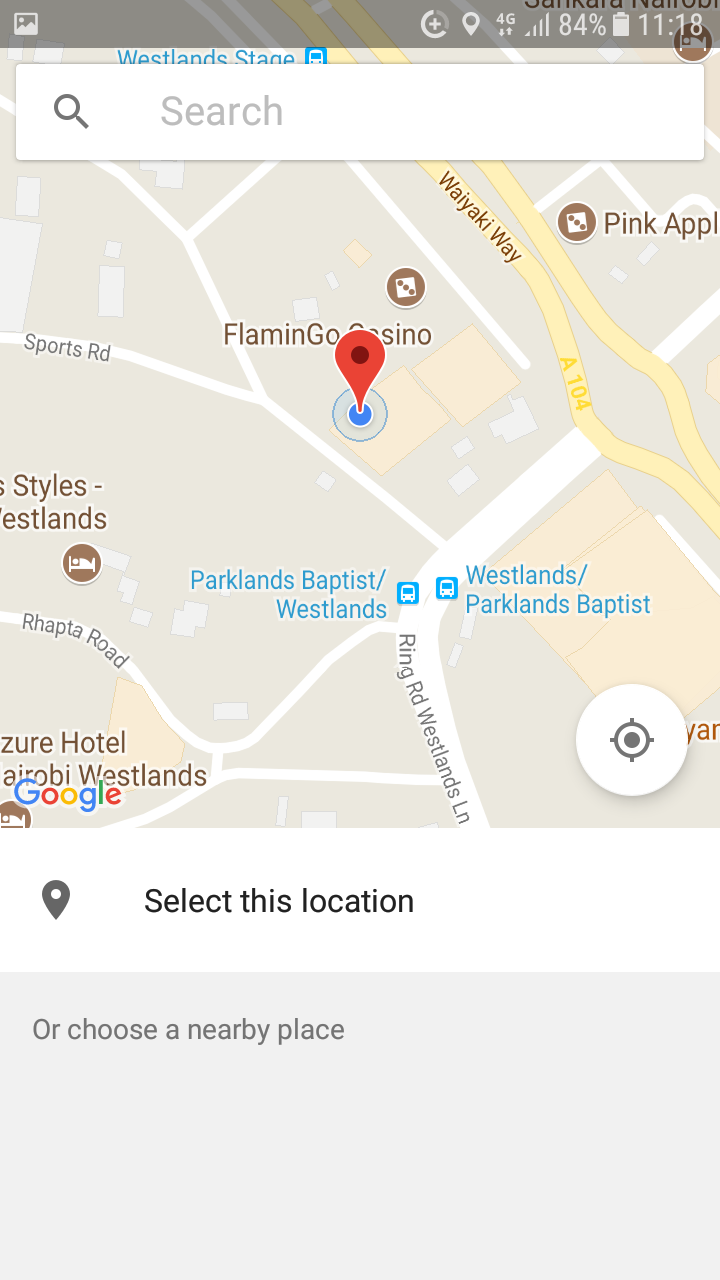 Sankara Nairobi
4G 84% 11:18
Westlands Stage
Search
Waiyaki Way
Pink Appl
FlaminGo Casino
Sports Rd
A 104
s Styles -
estlands
Westlands/
Parklands Baptist
Parklands Baptist/
Westlands
Rhapta Road
Ring Rd Westlands Ln
yan
zure Hotel
airobi Westlands
Google
Select this location
Or choose a nearby place